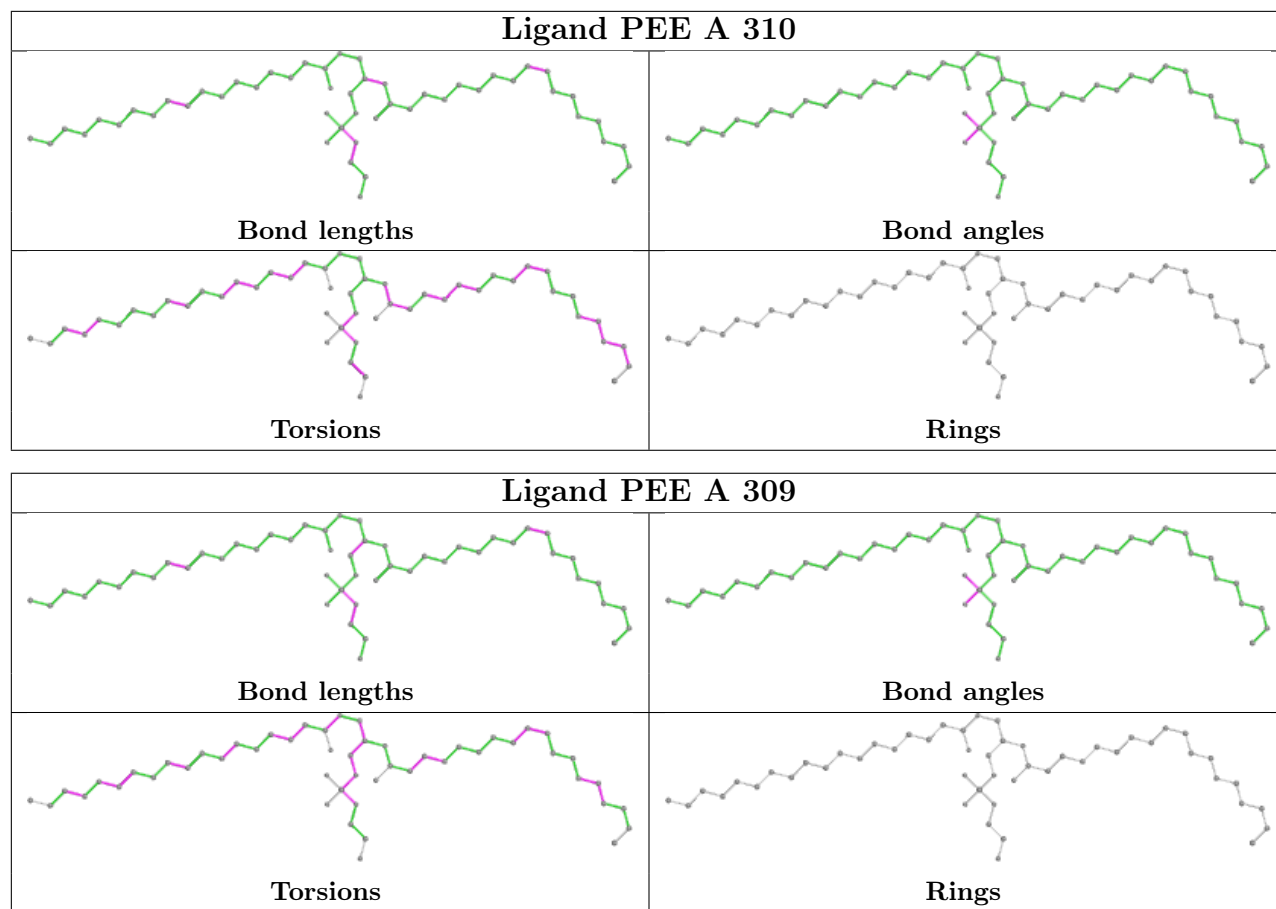 Ligand PEE A 310
Bond lengths Bond angles
Torsions Rings
Ligand PEE A 309
Bond lengths Bond angles
Torsions Rings